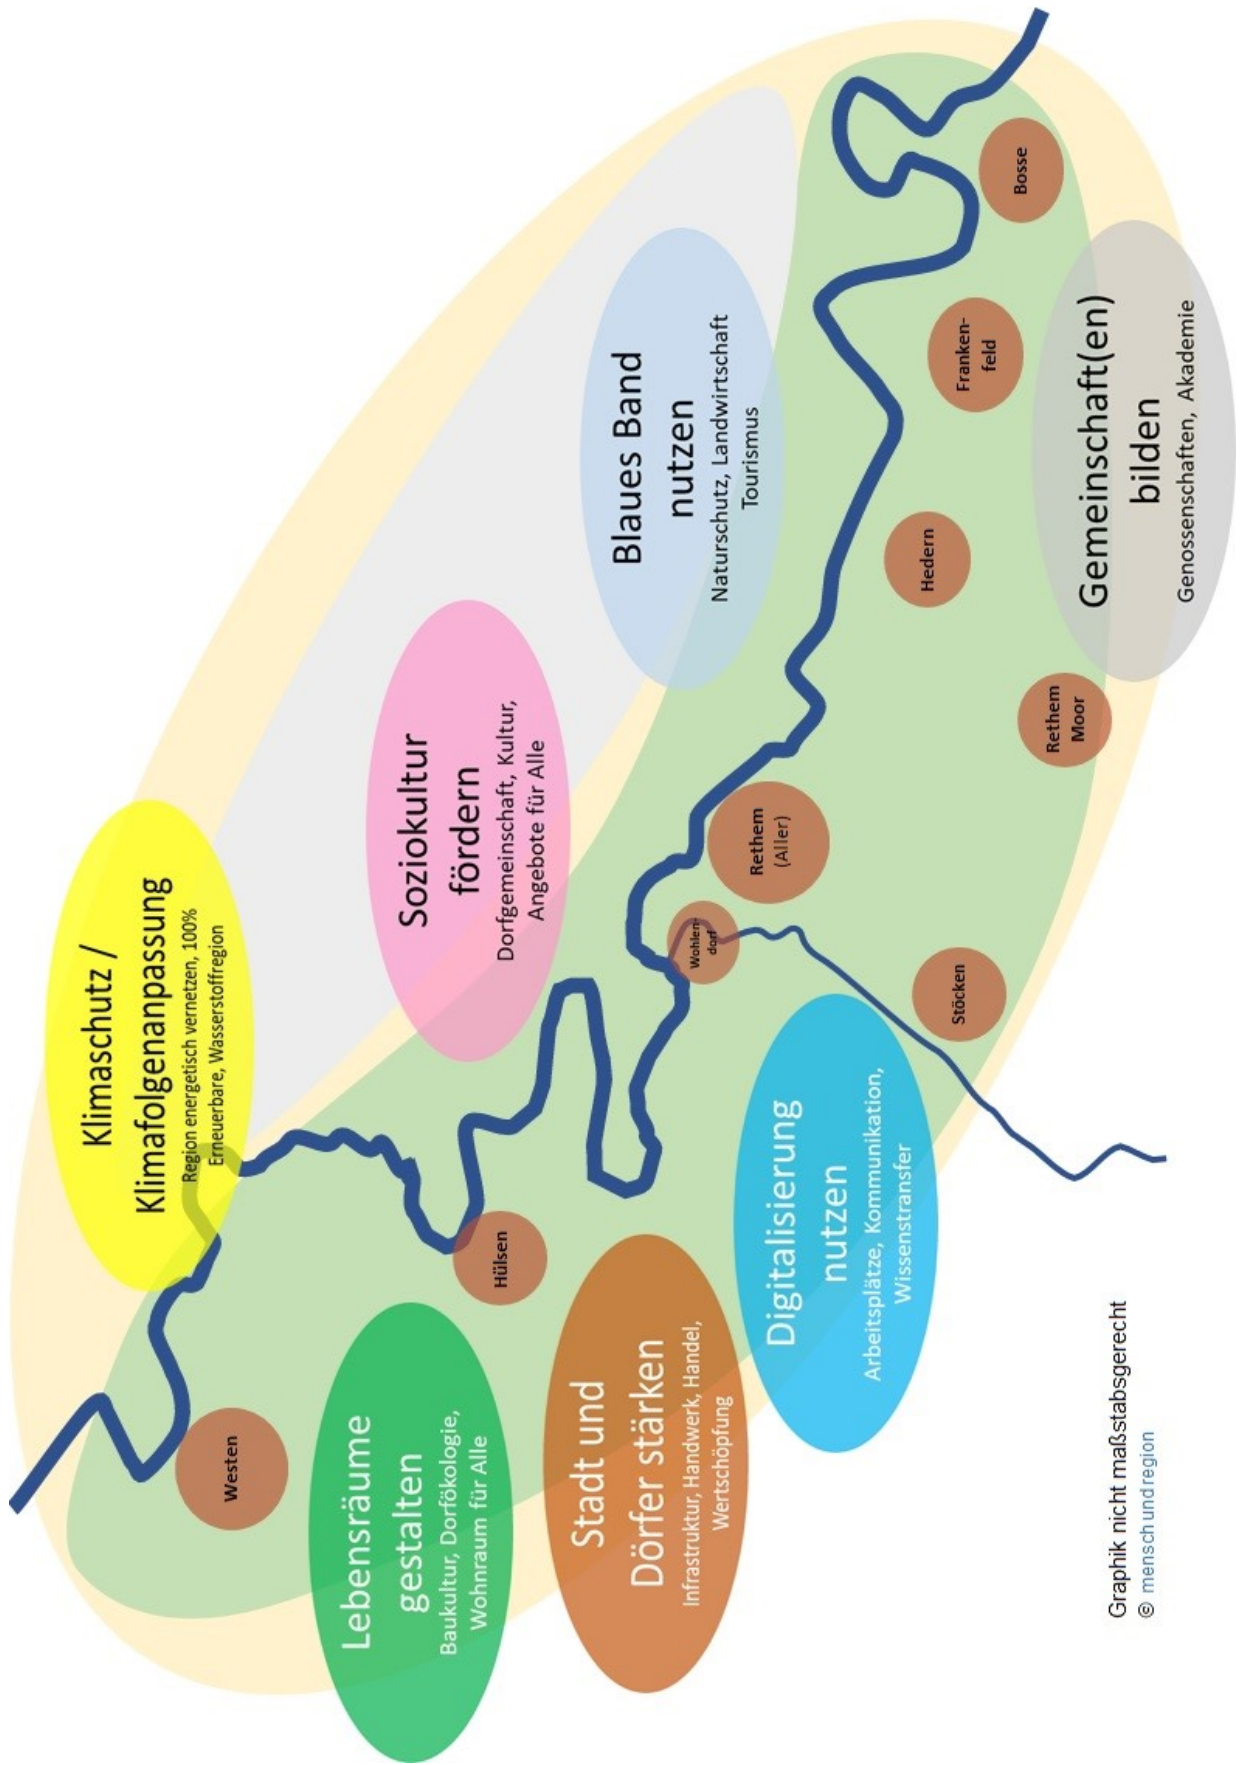 Klimaschutz /
Klimafolgenanpassung
Region energetisch vernetzen, 100%
Erneuerbare, Wasserstoffregion
Westen
Lebensräume
gestalten
Baukultur, Dorfökologie,
Wohnraum für Alle
Hülsen
Soziokultur
fördern
Dorfgemeinschaft, Kultur,
Angebote für Alle
Stadt und
Dörfer stärken
Infrastruktur, Handwerk, Handel,
Wertschöpfung
Blaues Band
nutzen
Naturschutz, Landwirtschaft
Tourismus
Wohlen-
dorf
Rethem
(Aller)
Digitalisierung
nutzen
Arbeitsplätze, Kommunikation,
Wissenstransfer
Stöcken
Hedern
Franken-
feld
Bosse
Rethem
Moor
Gemeinschaft(en)
bilden
Genossenschaften, Akademie
Graphik nicht maßstabsgerecht
© mensch und region